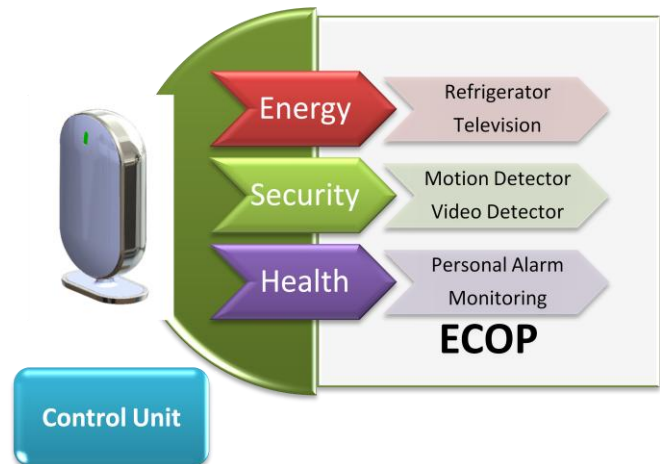 Energy
Refrigerator
Television
Security
Motion Detector
Video Detector
Health
Personal Alarm
Monitoring
ECOP
Control Unit